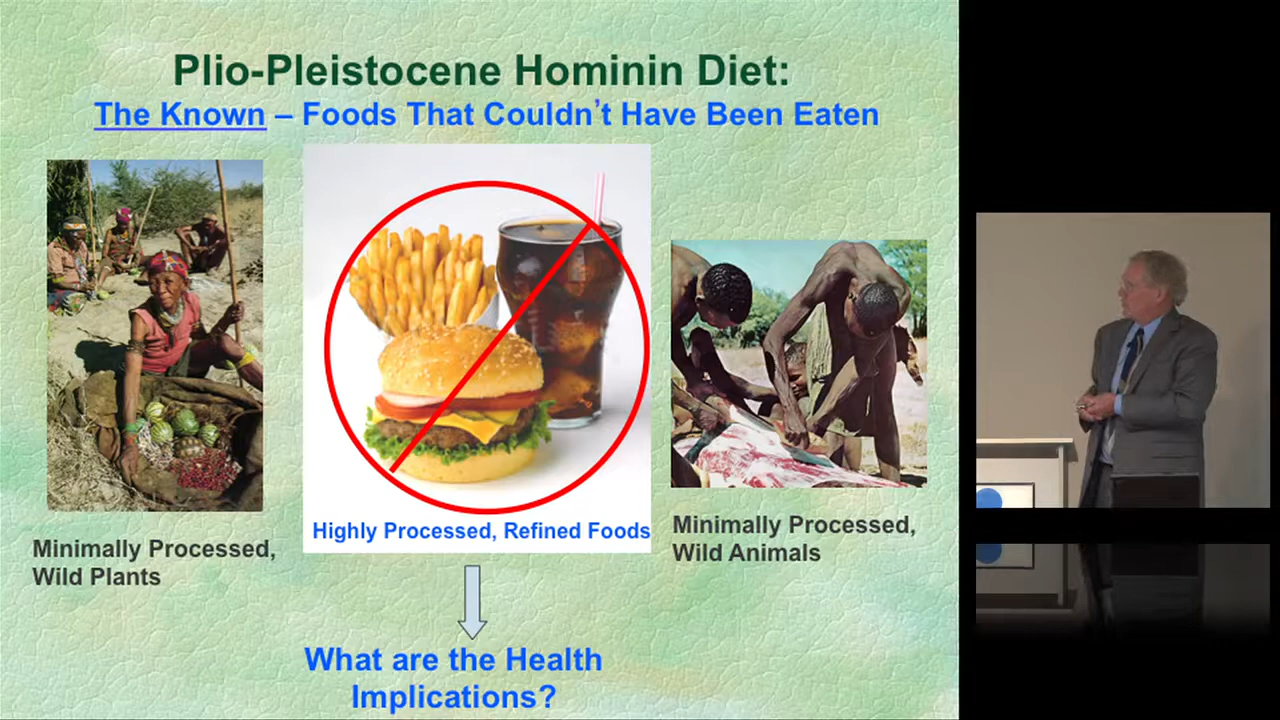 Plio-Pleistocene Hominin Diet:
The Known – Foods That Couldn't Have Been Eaten
Highly Processed, Refined Foods
Minimally Processed,
Wild Plants
Minimally Processed,
Wild Animals
What are the Health
Implications?